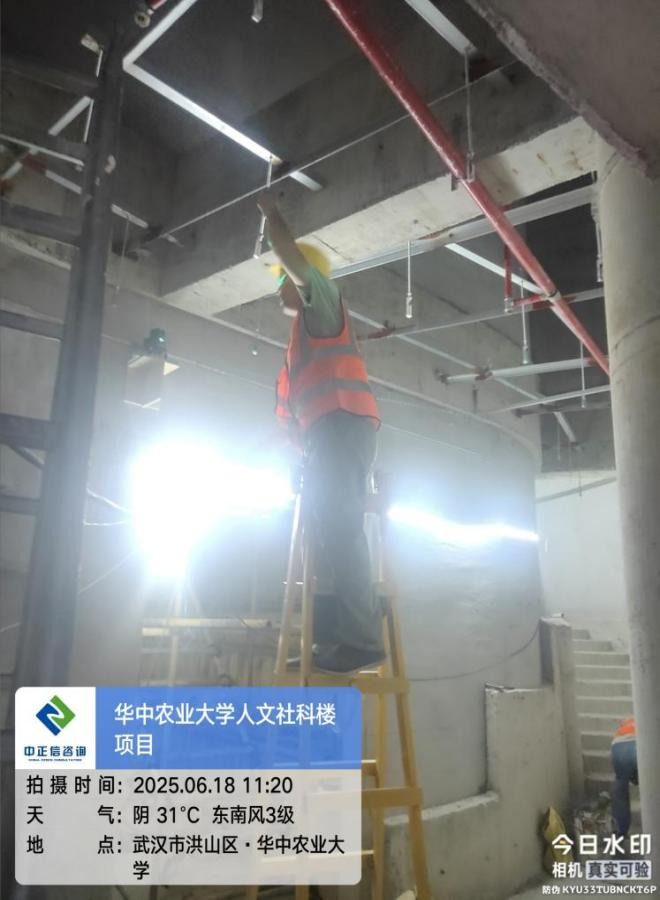 华中农业大学人文社科楼
项目
中正信咨询
拍摄时间: 2025.06.18 11:20
天气: 阴 31℃ 东南风3级
地点: 武汉市洪山区·华中农业大
学
今日水印
相机 真实可验
防伪 KYU33TUBNCKT6P